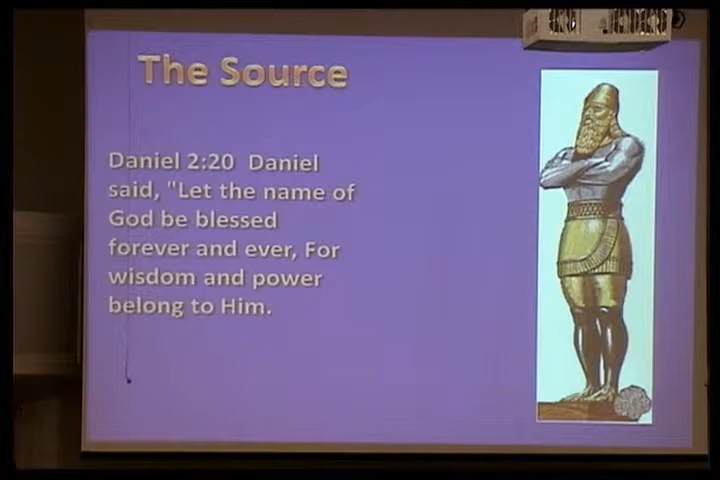 The Source
Daniel 2:20 Daniel
said, "Let the name of
God be blessed
forever and ever, For
wisdom and power
belong to Him.